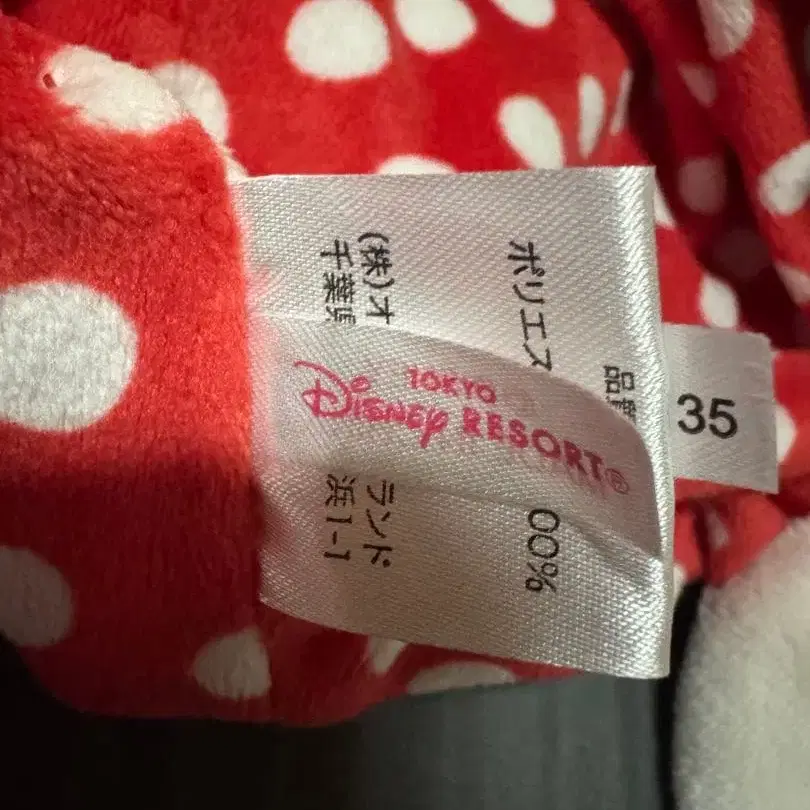 TOKYO
Disney RESORT®
35
品質
ポリエス
00%
(株)オ
ランド
千葉県
浜1-1